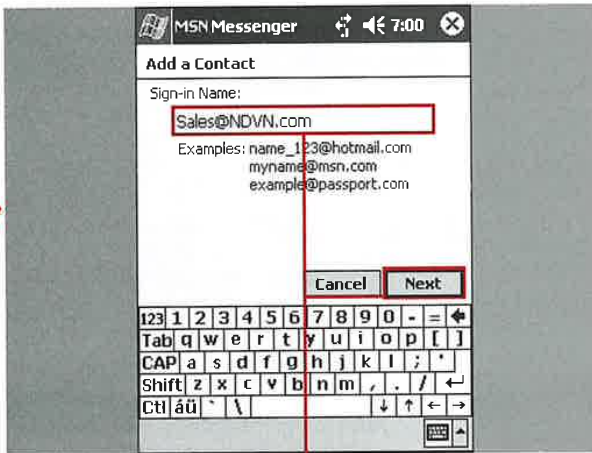 MSN Messenger 7:00
Add a Contact
Sign-in Name:
Sales@NDVN.com
Examples: name_123@hotmail.com
myname@msn.com
example@passport.com
Cancel Next
123 1 2 3 4 5 6 7 8 9 0 - =
Tab q w e r t y u i o p [ ]
CAP a s d f g h j k l ; '
Shift z x c v b n m , . /
Ctl áü ` \